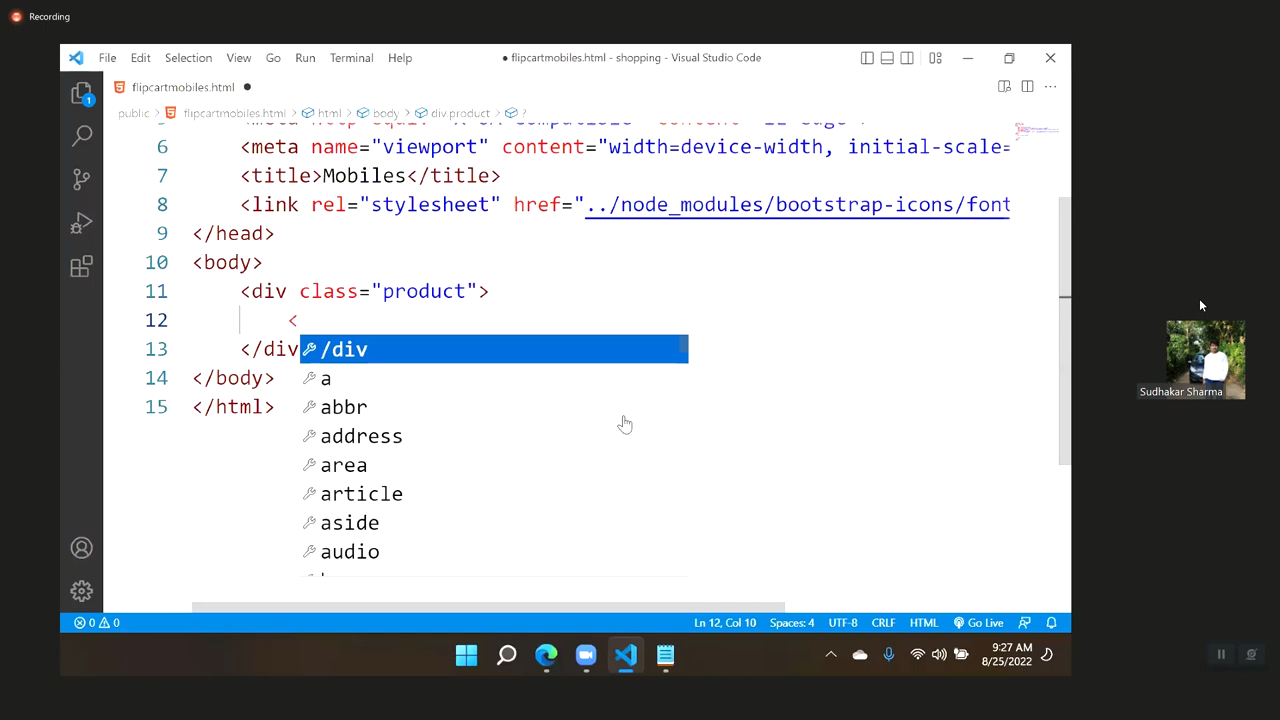 Recording
File Edit Selection View Go Run Terminal Help
● flipcartmobiles.html - shopping - Visual Studio Code
1
flipcartmobiles.html ●
public > flipcartmobiles.html > html > body > div.product > ?
6 <meta name="viewport" content="width=device-width, initial-scale=
7 <title>Mobiles</title>
8 <link rel="stylesheet" href="../node_modules/bootstrap-icons/font
9 </head>
10 <body>
11 <div class="product">
12 <
13 </div
/div
14 </body>
a
15 </html>
abbr
address
area
article
aside
audio
Sudhakar Sharma
0 0
Ln 12, Col 10 Spaces: 4 UTF-8 CRLF HTML Go Live
9:27 AM
8/25/2022